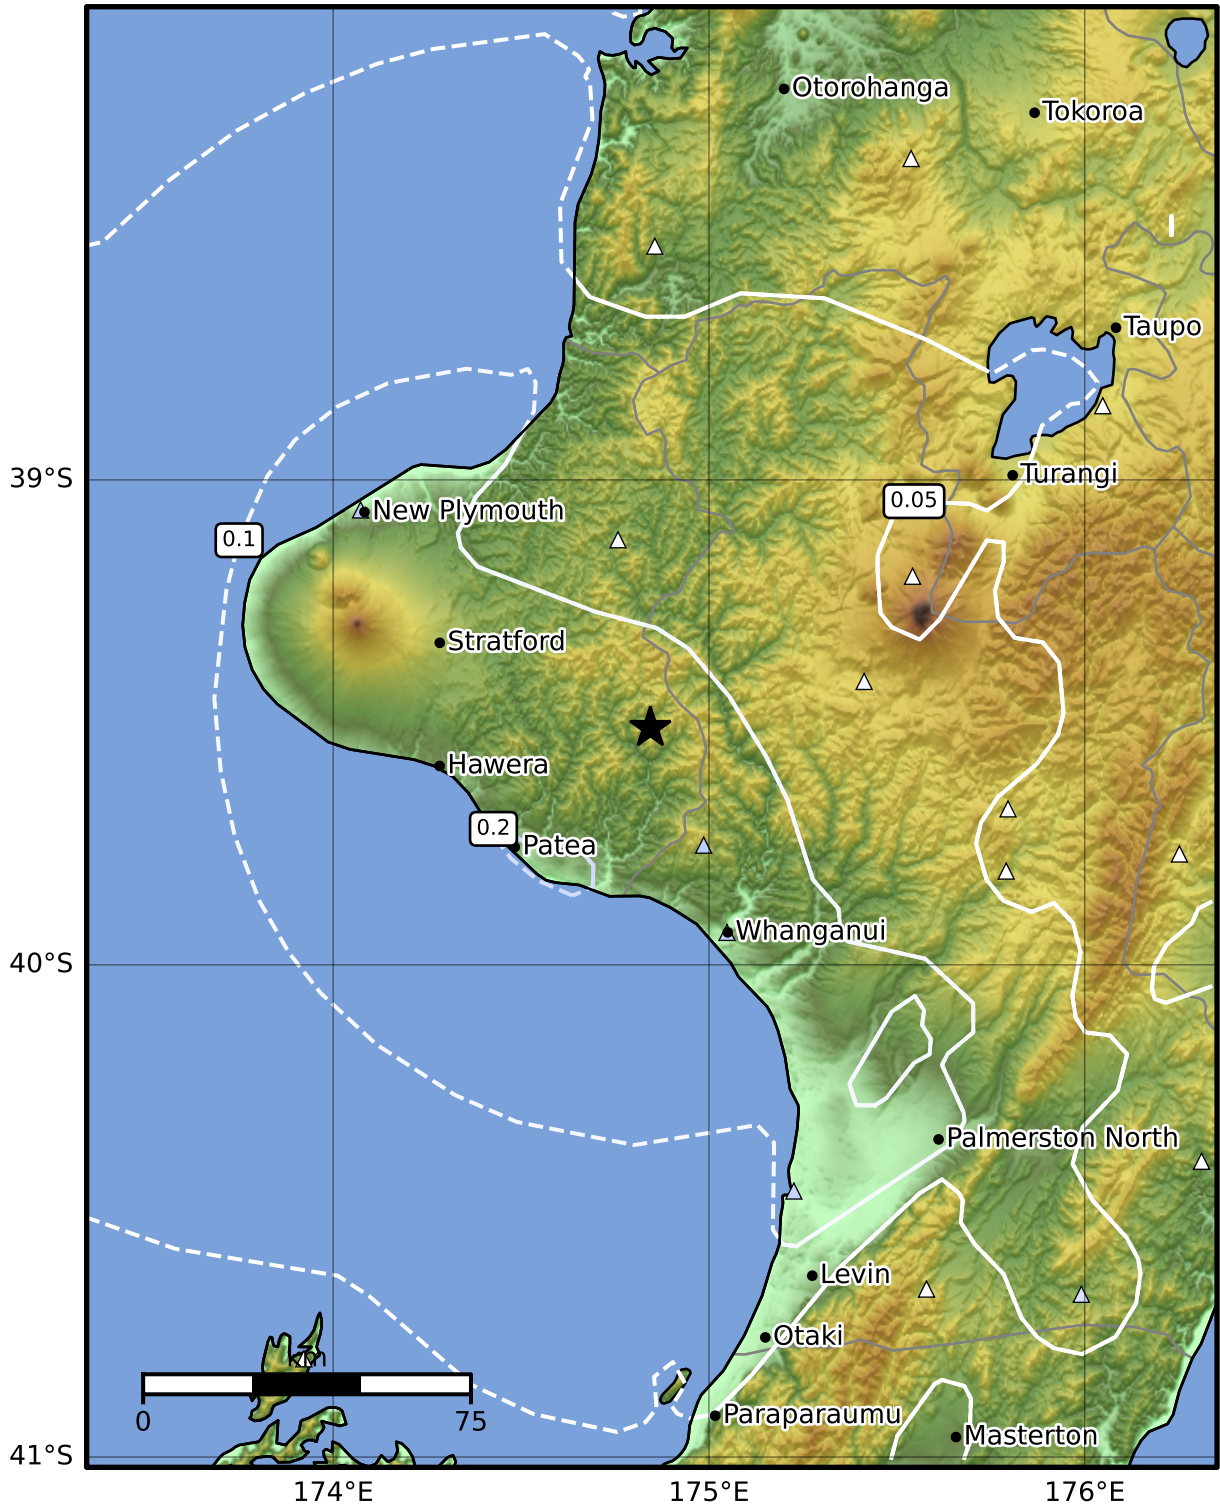 Otorohanga
Tokoroa
Taupo
39°S
Turangi
0.05
New Plymouth
0.1
Stratford
Hawera
0.2
Patea
Whanganui
40°S
Palmerston North
Levin
Otaki
0
75
Paraparaumu
Masterton
41°S
174°E
175°E
176°E